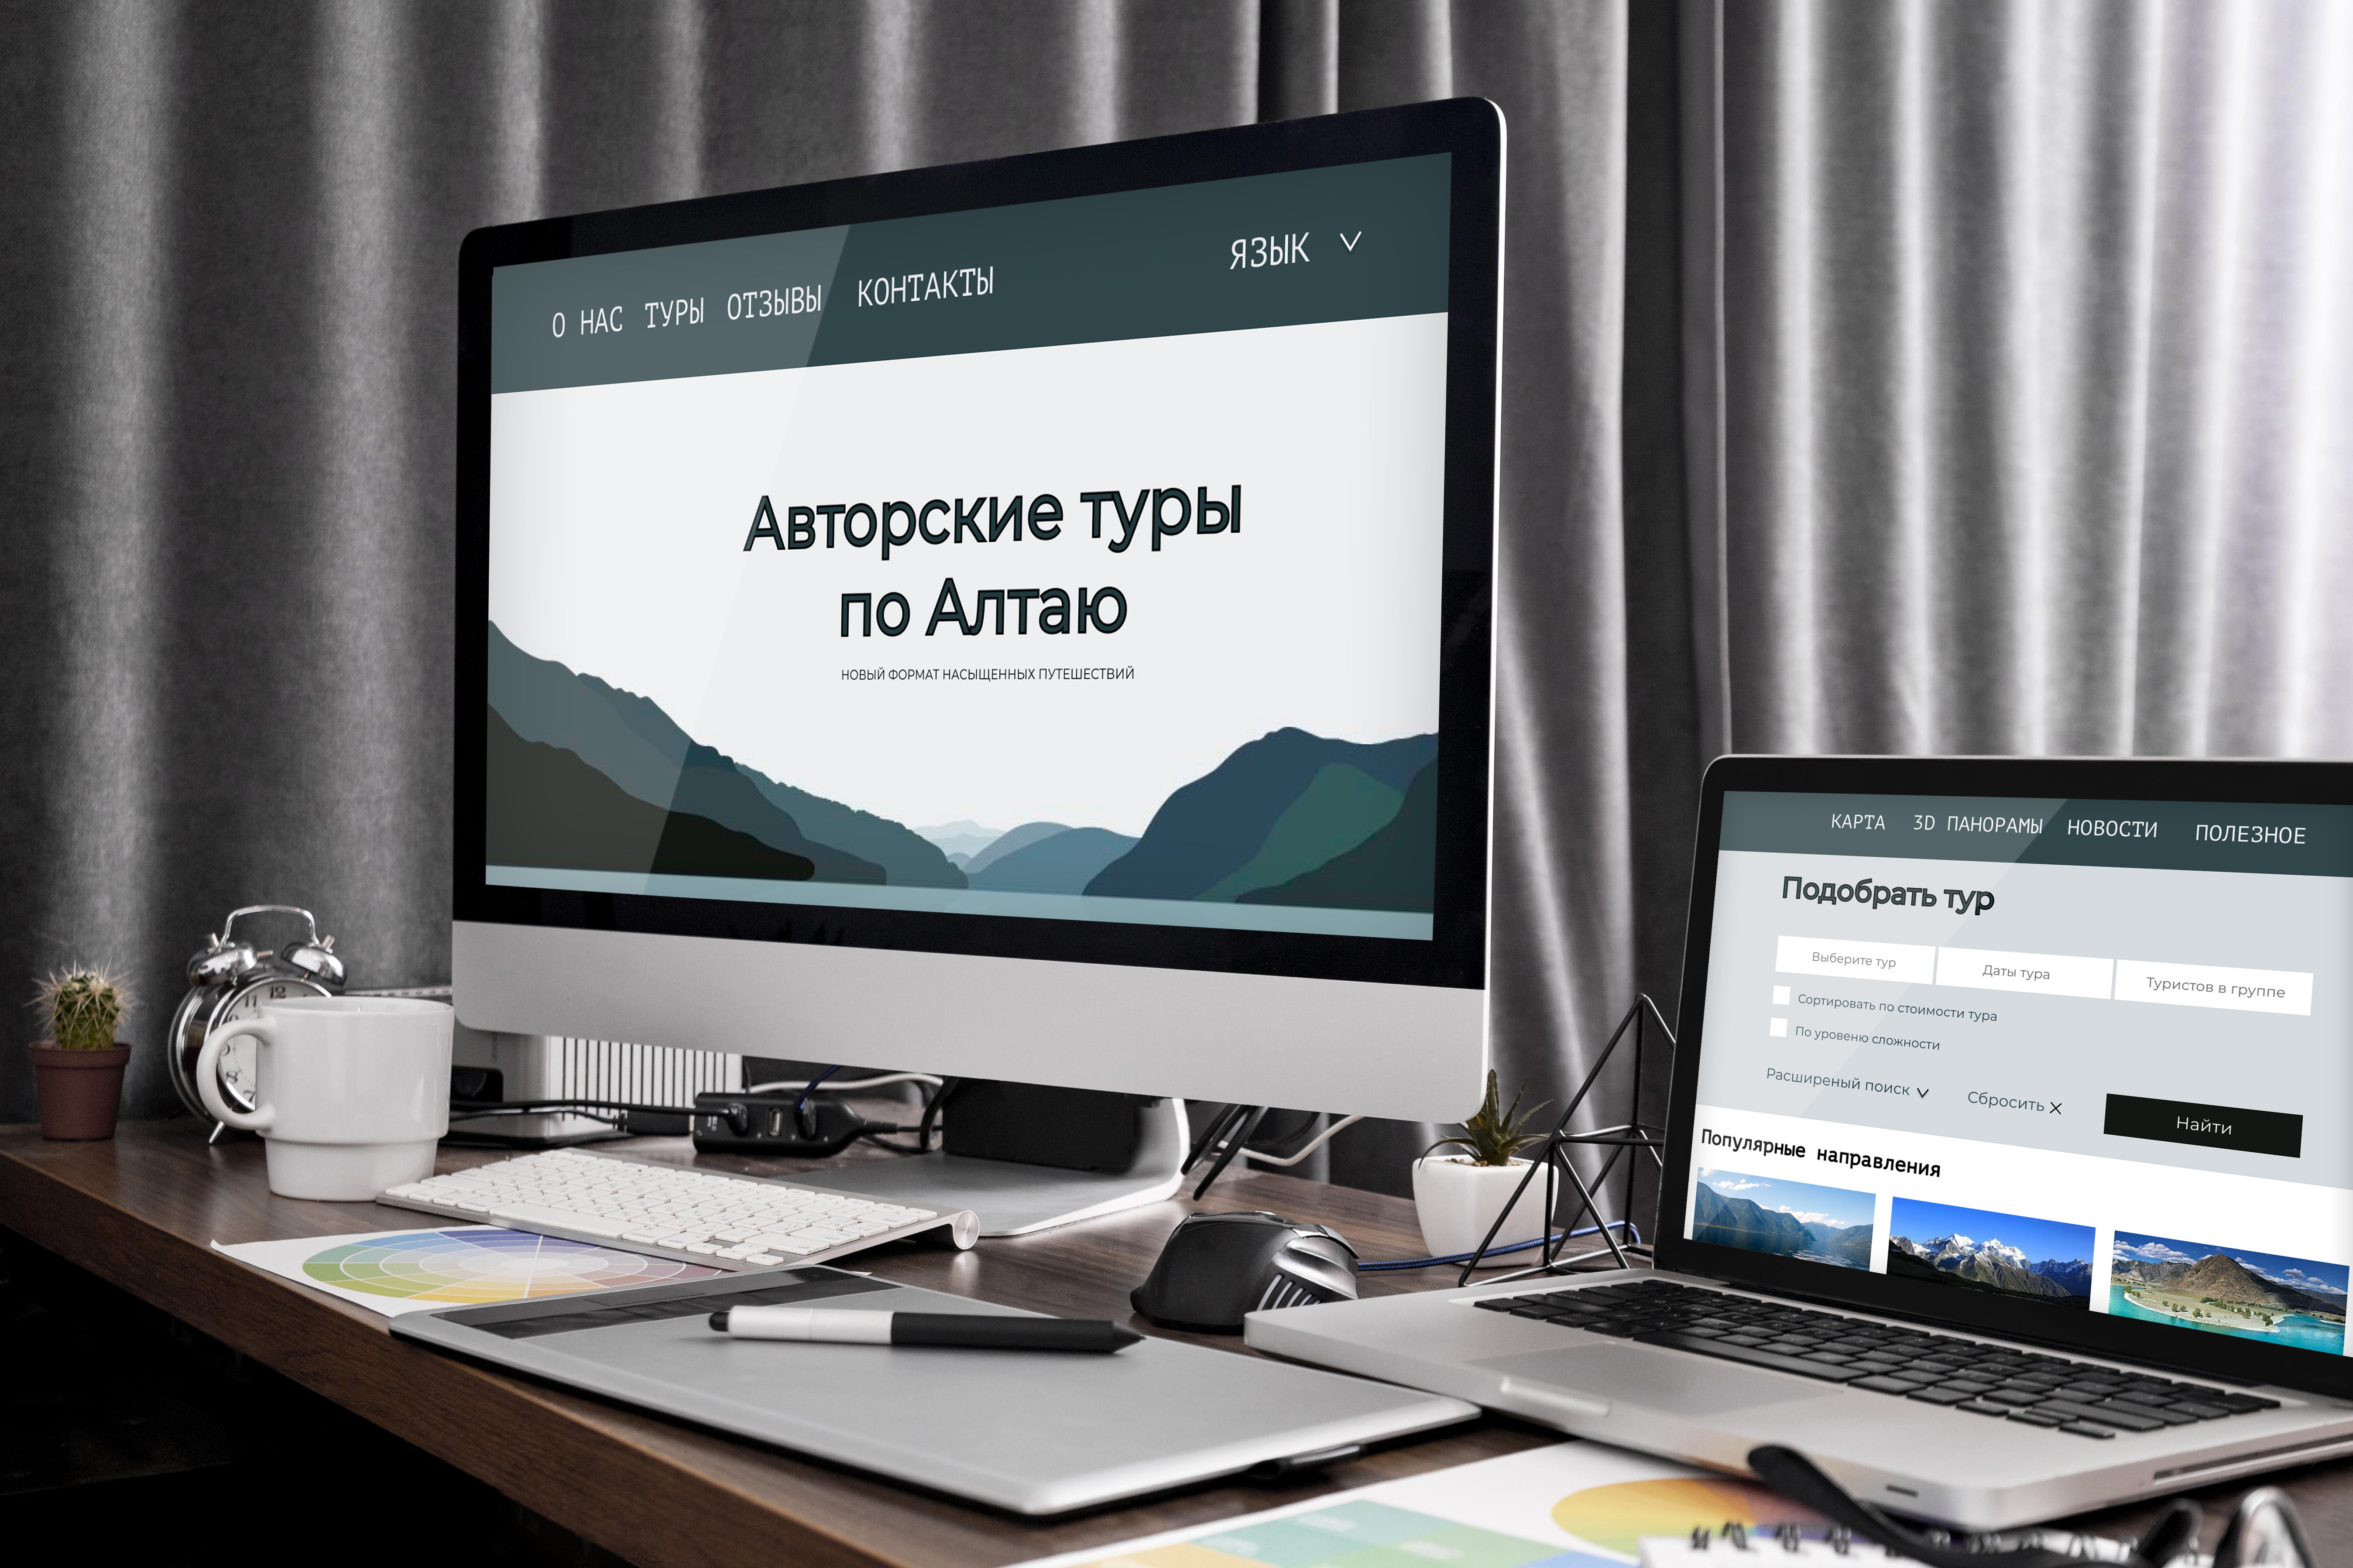 О НАС ТУРЫ ОТЗЫВЫ КОНТАКТЫ ЯЗЫК
Авторские туры
по Алтаю
НОВЫЙ ФОРМАТ НАСЫЩЕННЫХ ПУТЕШЕСТВИЙ
КАРТА 3D ПАНОРАМЫ НОВОСТИ ПОЛЕЗНОЕ
Подобрать тур
Выберите тур Даты тура Туристов в группе
Сортировать по стоимости тура
По уровеню сложности
Расширеный поиск Сбросить Найти
Популярные направления
11 12